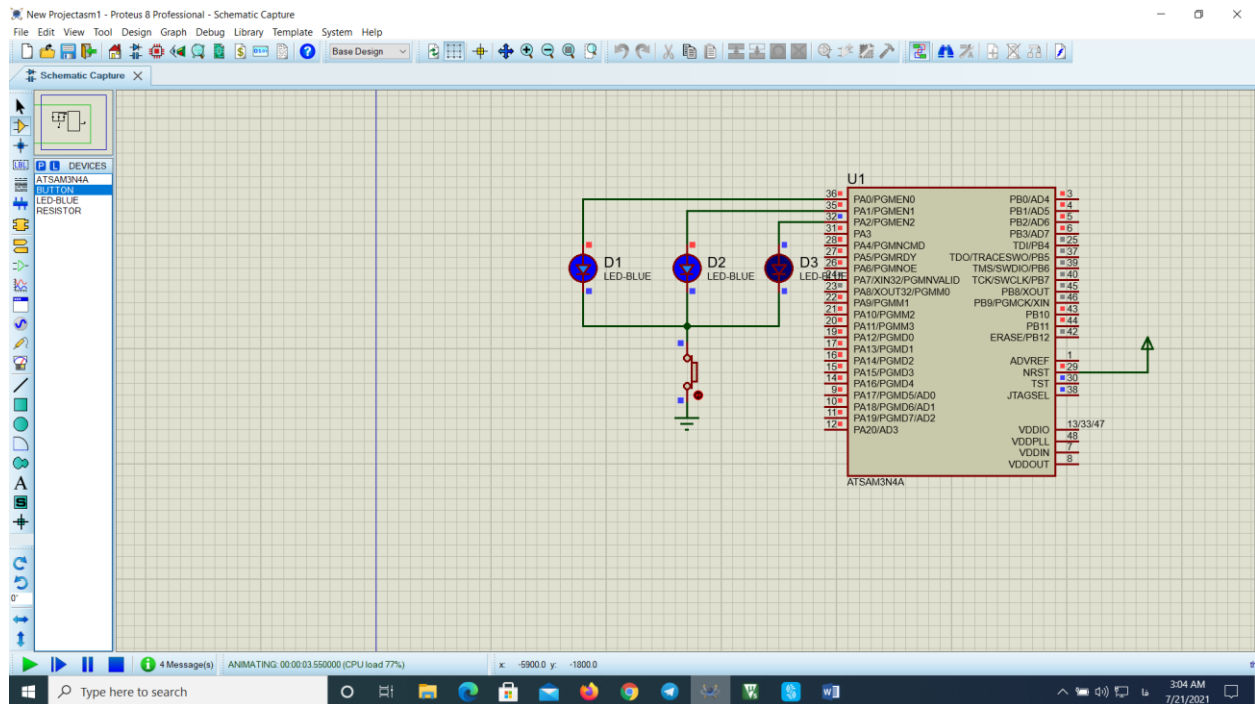 New Projectasm1 - Proteus 8 Professional - Schematic Capture
File Edit View Tool Design Graph Debug Library Template System Help
Base Design
Schematic Capture X
P L DEVICES
ATSAM3N4A
BUTTON
LED-BLUE
RESISTOR
LBL
A
S
0°
D1
LED-BLUE
D2
LED-BLUE
D3
U1
36 PA0/PGMEN0
35 PA1/PGMEN1
32 PA2/PGMEN2
31 PA3
28 PA4/PGMNCMD
27 PA5/PGMRDY
26 PA6/PGMNOE
PA7/XIN32/PGMNVALID
23 PA8/XOUT32/PGMM0
22 PA9/PGMM1
21 PA10/PGMM2
20 PA11/PGMM3
19 PA12/PGMD0
17 PA13/PGMD1
16 PA14/PGMD2
15 PA15/PGMD3
14 PA16/PGMD4
9 PA17/PGMD5/AD0
10 PA18/PGMD6/AD1
11 PA19/PGMD7/AD2
12 PA20/AD3
PB0/AD4 3
PB1/AD5 4
PB2/AD6 5
PB3/AD7 6
TDI/PB4 25
TDO/TRACESWO/PB5 37
TMS/SWDIO/PB6 39
TCK/SWCLK/PB7 40
PB8/XOUT 45
PB9/PGMCK/XIN 46
PB10 43
PB11 44
ERASE/PB12 42
ADVREF 1
NRST 29
TST 30
JTAGSEL 38
VDDIO 13/33/47
VDDPLL 48
VDDIN 7
VDDOUT 8
ATSAM3N4A
4 Message(s) ANIMATING: 00:00:03.550000 (CPU load 77%) x: -5900.0 y: -1800.0
Type here to search
فا
3:04 AM
7/21/2021